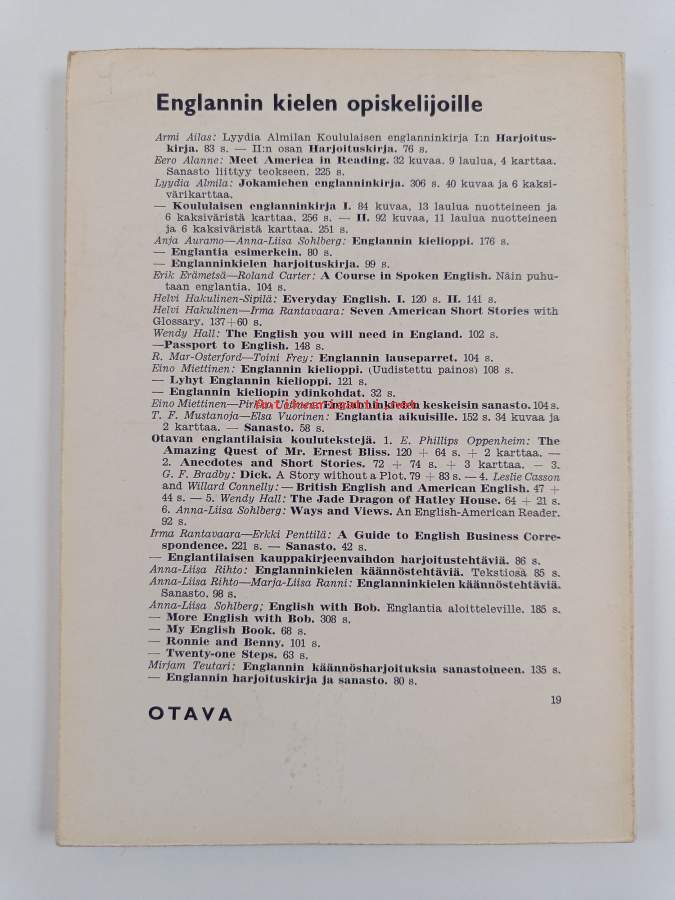 Englannin kielen opiskelijoille
Armi Ailas: Lyydia Almilan Koululaisen englanninkirja I:n Harjoitus-
kirja. 83 s. — II:n osan Harjoituskirja. 76 s.
Eero Alanne: Meet America in Reading. 32 kuvaa. 9 laulua, 4 karttaa.
Sanasto liittyy teokseen. 225 s.
Lyydia Almila: Jokamiehen englanninkirja. 306 s. 40 kuvaa ja 6 kaksi-
värikarttaa.
— Koululaisen englanninkirja I. 84 kuvaa, 13 laulua nuotteineen ja
6 kaksiväristä karttaa. 256 s. — II. 92 kuvaa, 11 laulua nuotteineen
ja 6 kaksiväristä karttaa. 251 s.
Anja Auramo—Anna-Liisa Sohlberg: Englannin kielioppi. 176 s.
— Englantia esimerkein. 80 s.
— Englanninkielen harjoituskirja. 99 s.
Erik Erämetsä—Roland Carter: A Course in Spoken English. Näin puhu-
taan englantia. 104 s.
Helvi Hakulinen-Sipilä: Everyday English. I. 120 s. II. 141 s.
Helvi Hakulinen—Irma Rantavaara: Seven American Short Stories with
Glossary. 137+60 s.
Wendy Hall: The English you will need in England. 102 s.
—Passport to English. 148 s.
R. Mar-Osterford—Toini Frey: Englannin lauseparret. 104 s.
Eino Miettinen: Englannin kielioppi. (Uudistettu painos) 108 s.
— Lyhyt Englannin kielioppi. 121 s.
— Englannin kieliopin ydinkohdat. 32 s.
Eino Miettinen—Pirkko Englanninkielen keskeisin sanasto. 104 s.
Antikvariaatti.net
T. F. Mustanoja—Elsa Vuorinen: Englantia aikuisille. 152 s. 34 kuvaa ja
2 karttaa. — Sanasto. 58 s.
Otavan englantilaisia koulutekstejä. 1. E. Phillips Oppenheim: The
Amazing Quest of Mr. Ernest Bliss. 120 + 64 s. + 2 karttaa. —
2. Anecdotes and Short Stories. 72 + 74 s. + 3 karttaa. — 3.
G. F. Bradby: Dick. A Story without a Plot. 79 + 83 s. — 4. Leslie Casson
and Willard Connelly: — British English and American English. 47 +
44 s. — 5. Wendy Hall: The Jade Dragon of Hatley House. 64 + 21 s.
6. Anna-Liisa Sohlberg: Ways and Views. An English-American Reader.
92 s.
Irma Rantavaara—Erkki Penttilä: A Guide to English Business Corre-
spondence. 221 s. — Sanasto. 42 s.
— Englantilaisen kauppakirjeenvaihdon harjoitustehtäviä. 86 s.
Anna-Liisa Rihto: Englanninkielen käännöstehtäviä. Tekstiosa 85 s.
Anna-Liisa Rihto—Marja-Liisa Ranni: Englanninkielen käännöstehtäviä.
Sanasto. 98 s.
Anna-Liisa Sohlberg; English with Bob. Englantia aloitteleville. 185 s.
— More English with Bob. 308 s.
— My English Book. 68 s.
— Ronnie and Benny. 101 s.
— Twenty-one Steps. 63 s.
Mirjam Teutari: Englannin käännösharjoituksia sanastoineen. 135 s.
— Englannin harjoituskirja ja sanasto. 80 s.
19
OTAVA